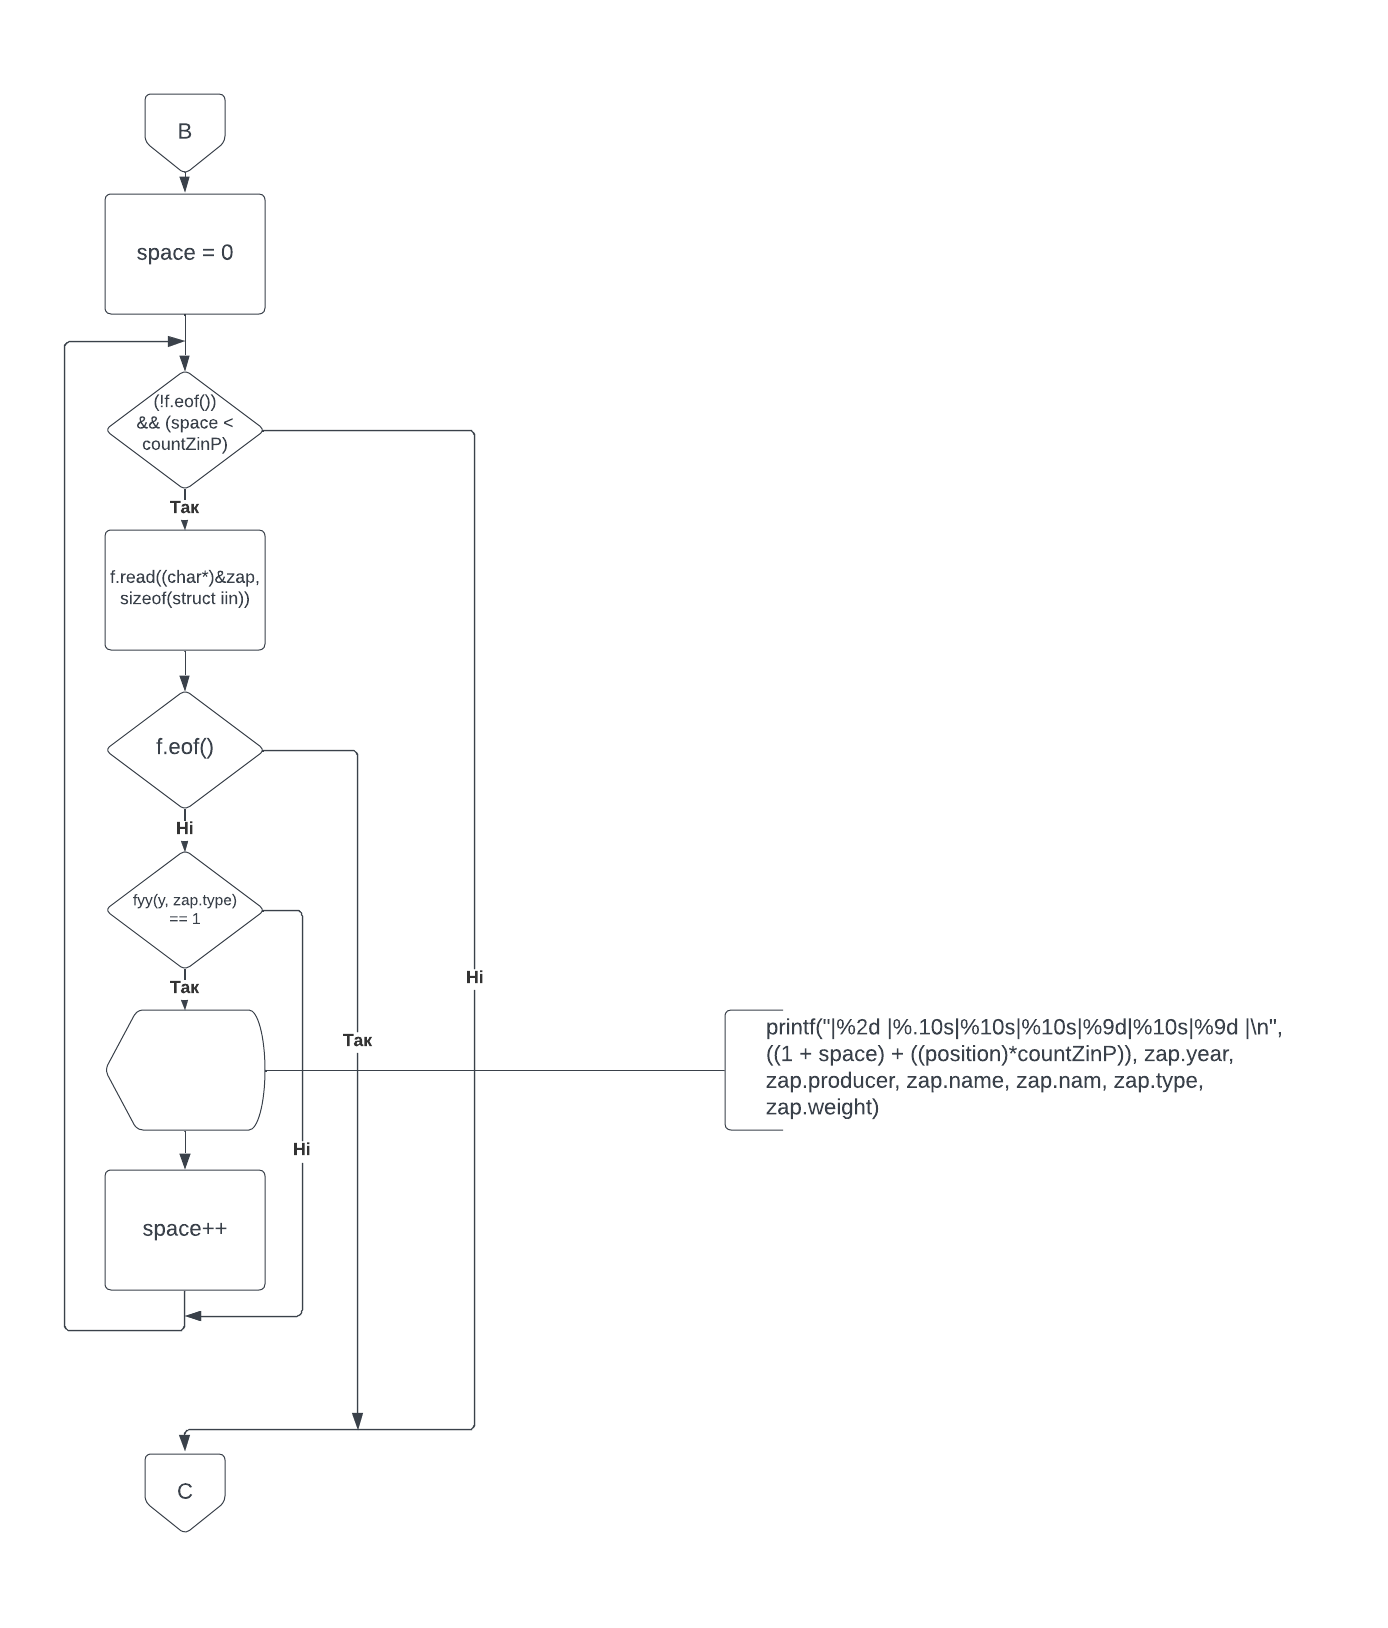 B
space = 0
(!f.eof())
&& (space <
countZinP)
Так
f.read((char*)&zap,
sizeof(struct iin))
f.eof()
Ні
fyy(y, zap.type)
== 1
Так
Ні
Так
Ні
printf("|%2d |%.10s|%10s|%10s|%9d|%10s|%9d |\n",
((1 + space) + ((position)*countZinP)), zap.year,
zap.producer, zap.name, zap.nam, zap.type,
zap.weight)
space++
C